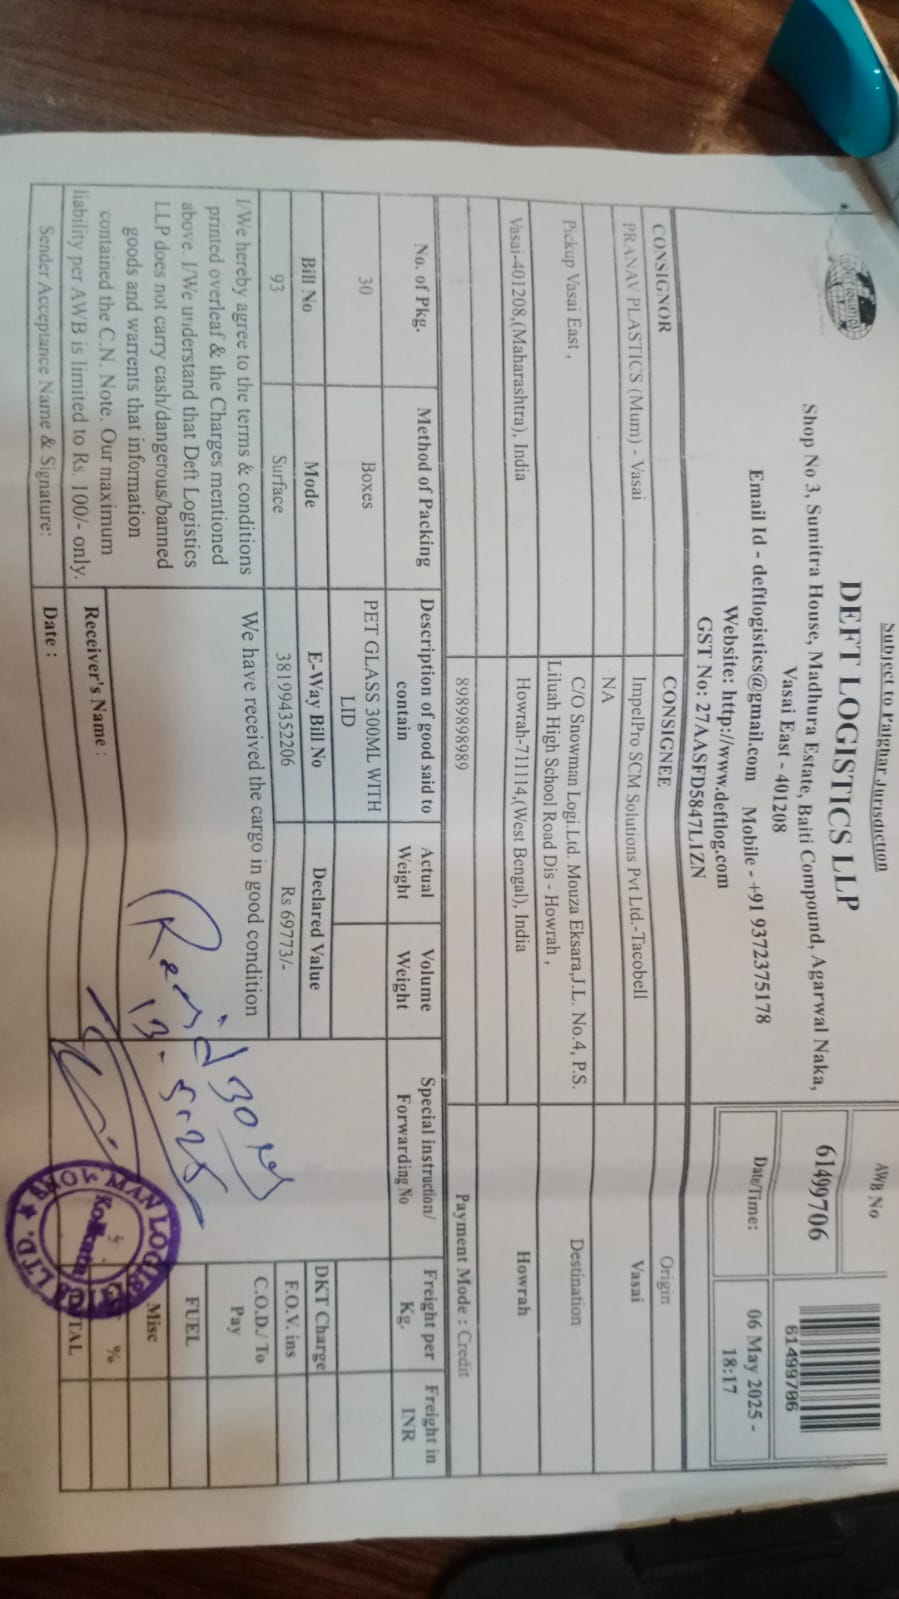 Subject to Palghar Jurisdiction
DEFT LOGISTICS LLP
Shop No 3, Sumitra House, Madhura Estate, Baiti Compound, Agarwal Naka,
Vasai East - 401208
Email Id - deftlogistics@gmail.com Mobile - +91 9372375178
Website: http://www.deftlog.com
GST No: 27AASFD5847L1ZN
AWB No
61499706
61499706
Date/Time:
06 May 2025 -
18:17
CONSIGNOR
CONSIGNEE
Origin
PRANAV PLASTICS (Mum) - Vasai
ImpelPro SCM Solutions Pvt Ltd.-Tacobell
Vasai
NA
Pickup Vasai East ,
C/O Snowman Logi.Ltd. Mouza Eksara,J.L. No.4, P.S.
Liluah High School Road Dis - Howrah ,
Destination
Vasai-401208,(Maharashtra), India
Howrah-711114,(West Bengal), India
Howrah
8989898989
Payment Mode : Credit
No. of Pkg.
Method of Packing
Description of good said to
contain
Actual
Weight
Volume
Weight
Special instruction/
Forwarding No
Freight per
Kg.
Freight in
INR
30
Boxes
PET GLASS 300ML WITH
LID
Bill No
Mode
E-Way Bill No
Declared Value
DKT Charge
93
Surface
381994352206
Rs 69773/-
F.O.V. ins
I/We hereby agree to the terms & conditions
printed overleaf & the Charges mentioned
above. I/We understand that Deft Logistics
LLP does not carry cash/dangerous/banned
goods and warrents that information
contained the C.N. Note. Our maximum
liability per AWB is limited to Rs. 100/- only.
Sender Acceptance Name & Signature:
We have received the cargo in good condition
Receiver's Name :
Date :
C.O.D./ To
Pay
FUEL
Misc
%
TAL
30
13.5.25
SNOWMAN LOGISTICS LTD.